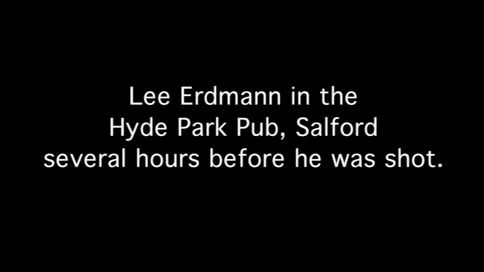 Lee Erdmann in the
Hyde Park Pub, Salford
several hours before he was shot.